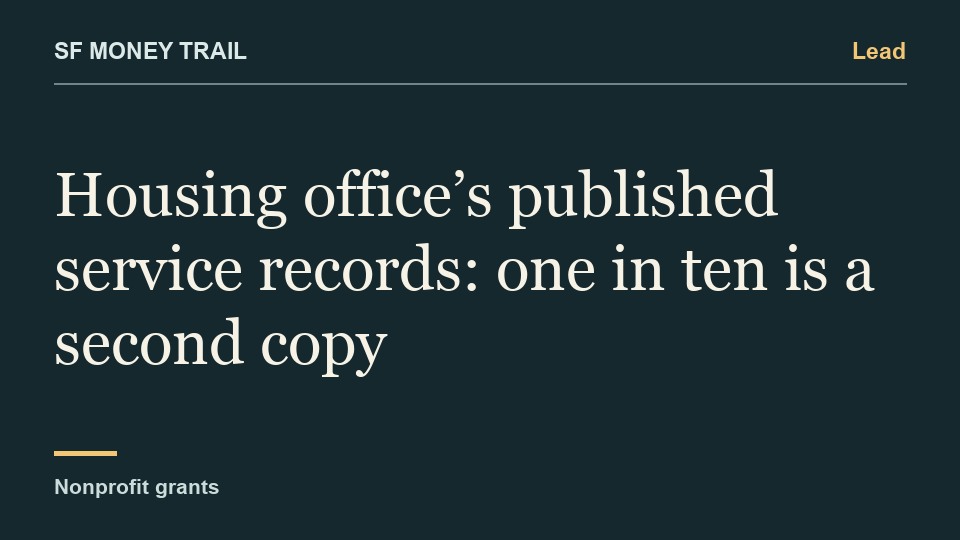 SF MONEY TRAIL
Lead
Housing office’s published
service records: one in ten is a
second copy
Nonprofit grants